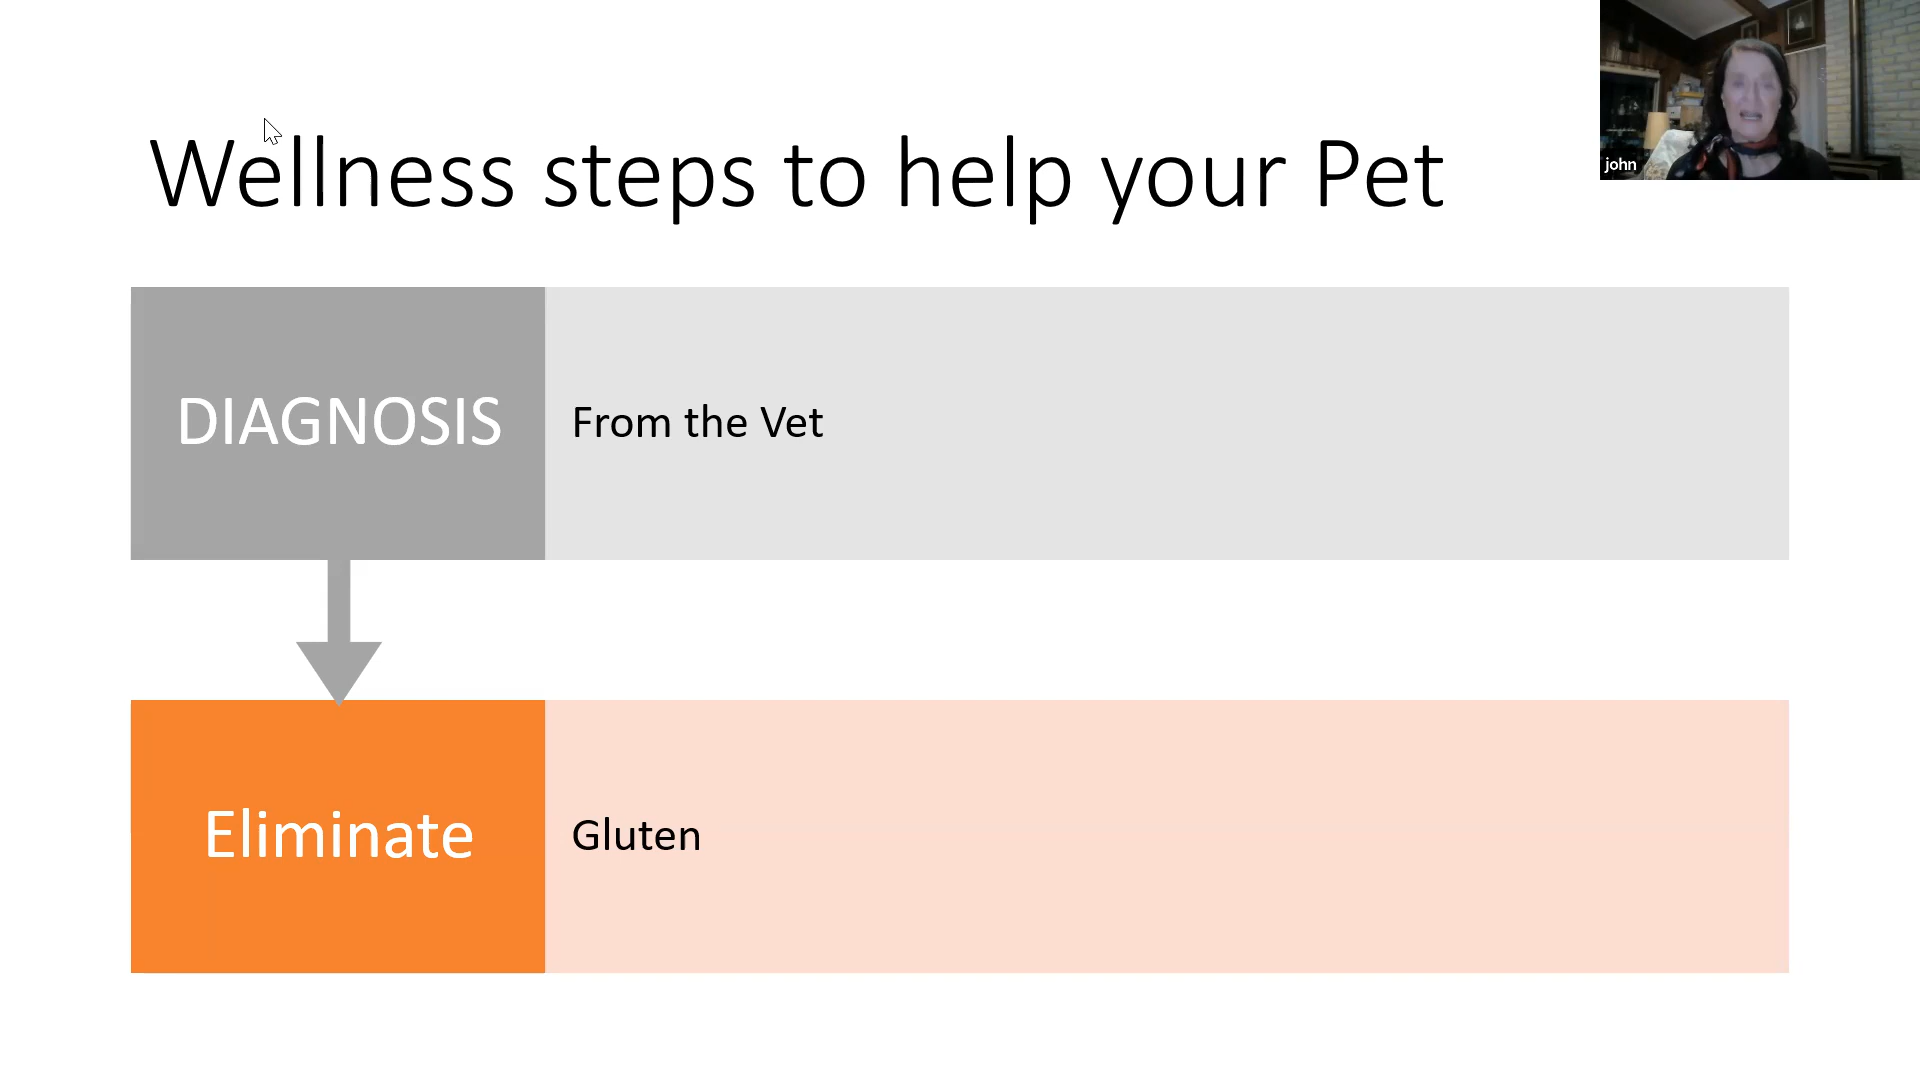 Wellness steps to help your Pet
john
DIAGNOSIS
From the Vet
Eliminate
Gluten